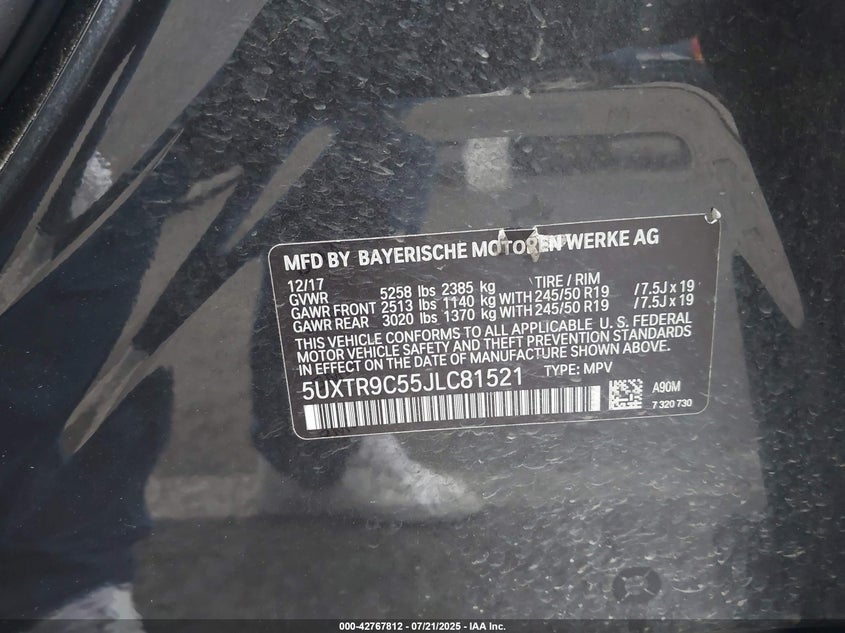 MFD BY BAYERISCHE MOTOREN WERKE AG
12/17 TIRE / RIM
GVWR 5258 lbs 2385 kg
GAWR FRONT 2513 lbs 1140 kg WITH 245/50 R19 /7.5J x 19
GAWR REAR 3020 lbs 1370 kg WITH 245/50 R19 /7.5J x 19
THIS VEHICLE CONFORMS TO ALL APPLICABLE U. S. FEDERAL
MOTOR VEHICLE SAFETY AND THEFT PREVENTION STANDARDS
IN EFFECT ON THE DATE OF MANUFACTURE SHOWN ABOVE.
5UXTR9C55JLC81521 TYPE: MPV
A90M
7 320 730
000-42767812 - 07/21/2025 - IAA Inc.